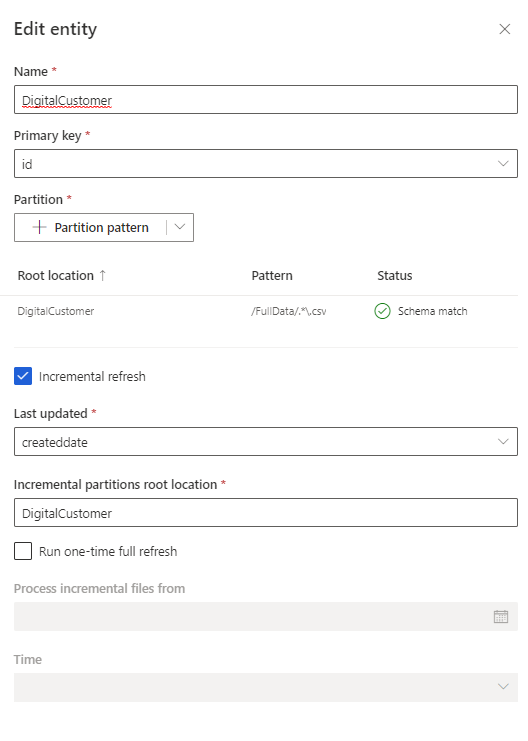 Edit entity
Name *
DigitalCustomer
Primary key *
id
Partition *
Partition pattern
Root location ↑ Pattern Status
DigitalCustomer /FullData/.*\.csv Schema match
Incremental refresh
Last updated *
createddate
Incremental partitions root location *
DigitalCustomer
Run one-time full refresh
Process incremental files from
Time